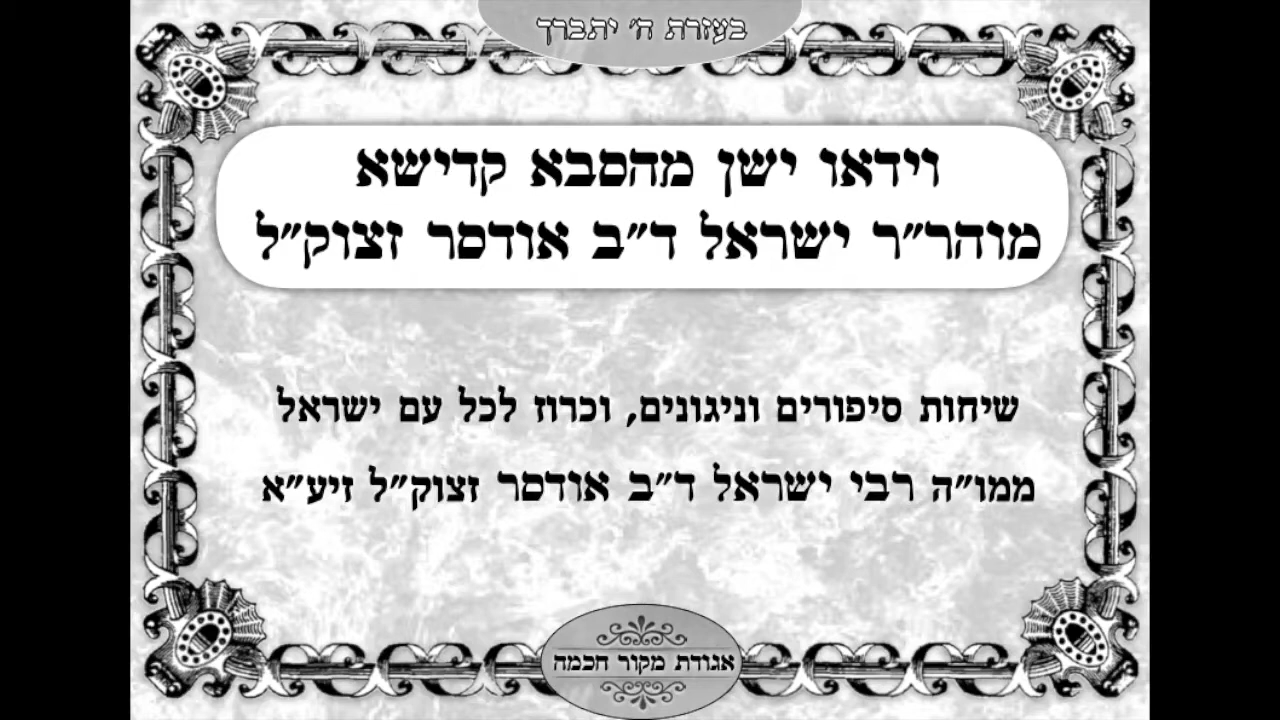 בעזרת ה' יתברך
וידאו ישן מהסבא קדישא
מוהר״ר ישראל ד״ב אודסר זצוק״ל
שיחות סיפורים וניגונים, וכרוז לכל עם ישראל
ממו״ה רבי ישראל ד״ב אודסר זצוק״ל זיע״א
אגודת מקור חכמה